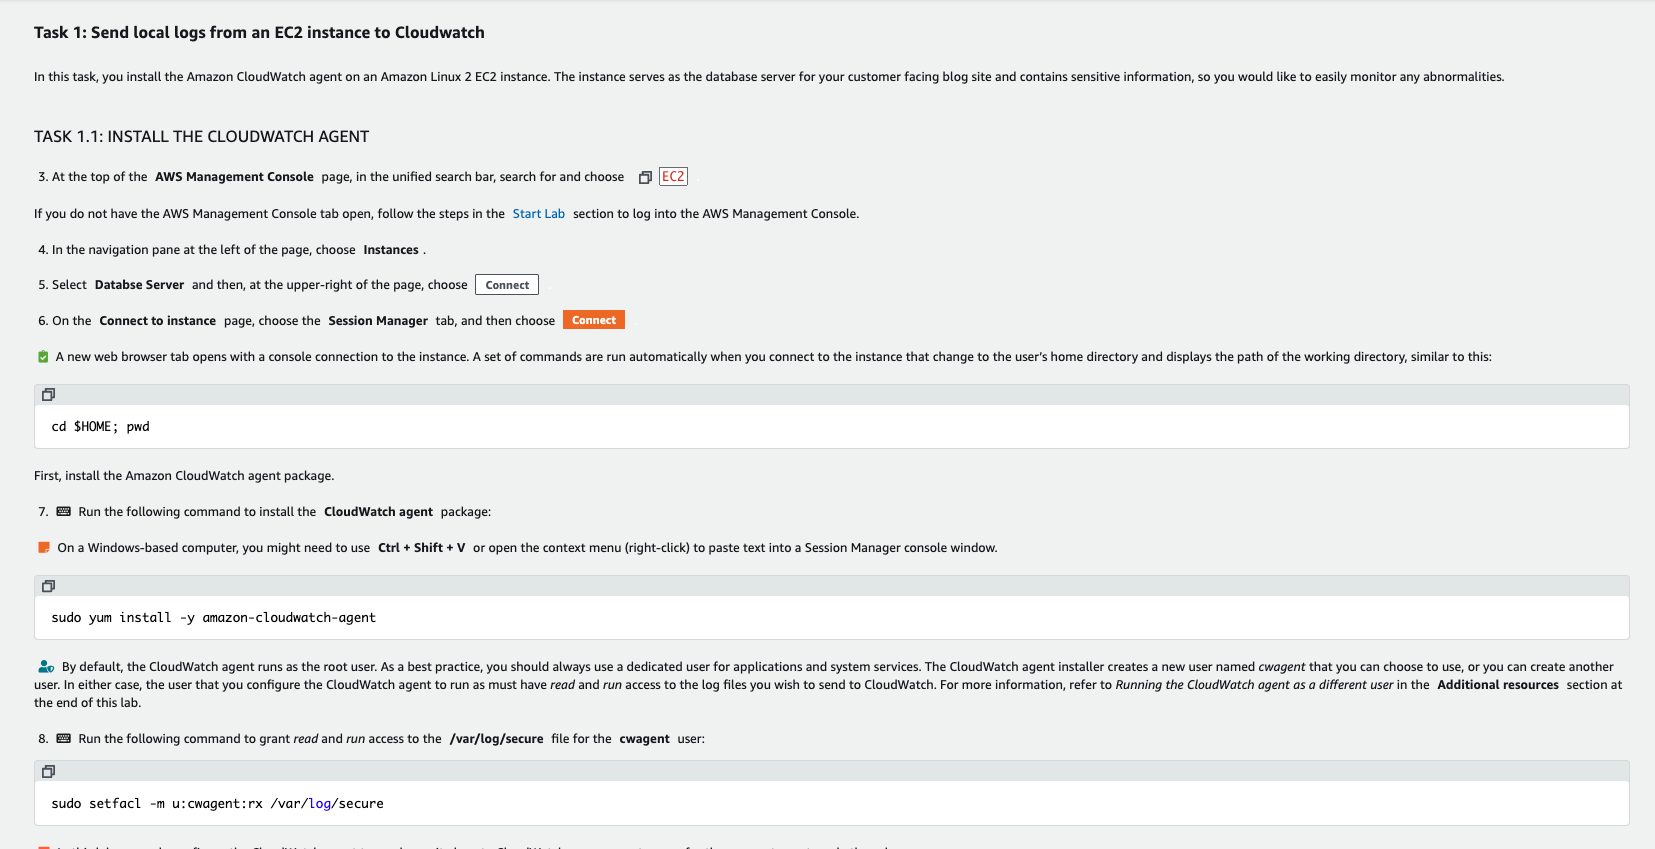 Task 1: Send local logs from an EC2 instance to Cloudwatch
In this task, you install the Amazon CloudWatch agent on an Amazon Linux 2 EC2 instance. The instance serves as the database server for your customer facing blog site and contains sensitive information, so you would like to easily monitor any abnormalities.
TASK 1.1: INSTALL THE CLOUDWATCH AGENT
3. At the top of the AWS Management Console page, in the unified search bar, search for and choose EC2
If you do not have the AWS Management Console tab open, follow the steps in the Start Lab section to log into the AWS Management Console.
4. In the navigation pane at the left of the page, choose Instances .
5. Select Databse Server and then, at the upper-right of the page, choose Connect
6. On the Connect to instance page, choose the Session Manager tab, and then choose Connect
A new web browser tab opens with a console connection to the instance. A set of commands are run automatically when you connect to the instance that change to the user's home directory and displays the path of the working directory, similar to this:
cd $HOME; pwd
First, install the Amazon CloudWatch agent package.
7. Run the following command to install the CloudWatch agent package:
On a Windows-based computer, you might need to use Ctrl + Shift + V or open the context menu (right-click) to paste text into a Session Manager console window.
sudo yum install -y amazon-cloudwatch-agent
By default, the CloudWatch agent runs as the root user. As a best practice, you should always use a dedicated user for applications and system services. The CloudWatch agent installer creates a new user named cwagent that you can choose to use, or you can create another
user. In either case, the user that you configure the CloudWatch agent to run as must have read and run access to the log files you wish to send to CloudWatch. For more information, refer to Running the CloudWatch agent as a different user in the Additional resources section at
the end of this lab.
8. Run the following command to grant read and run access to the /var/log/secure file for the cwagent user:
sudo setfacl -m u:cwagent:rx /var/log/secure